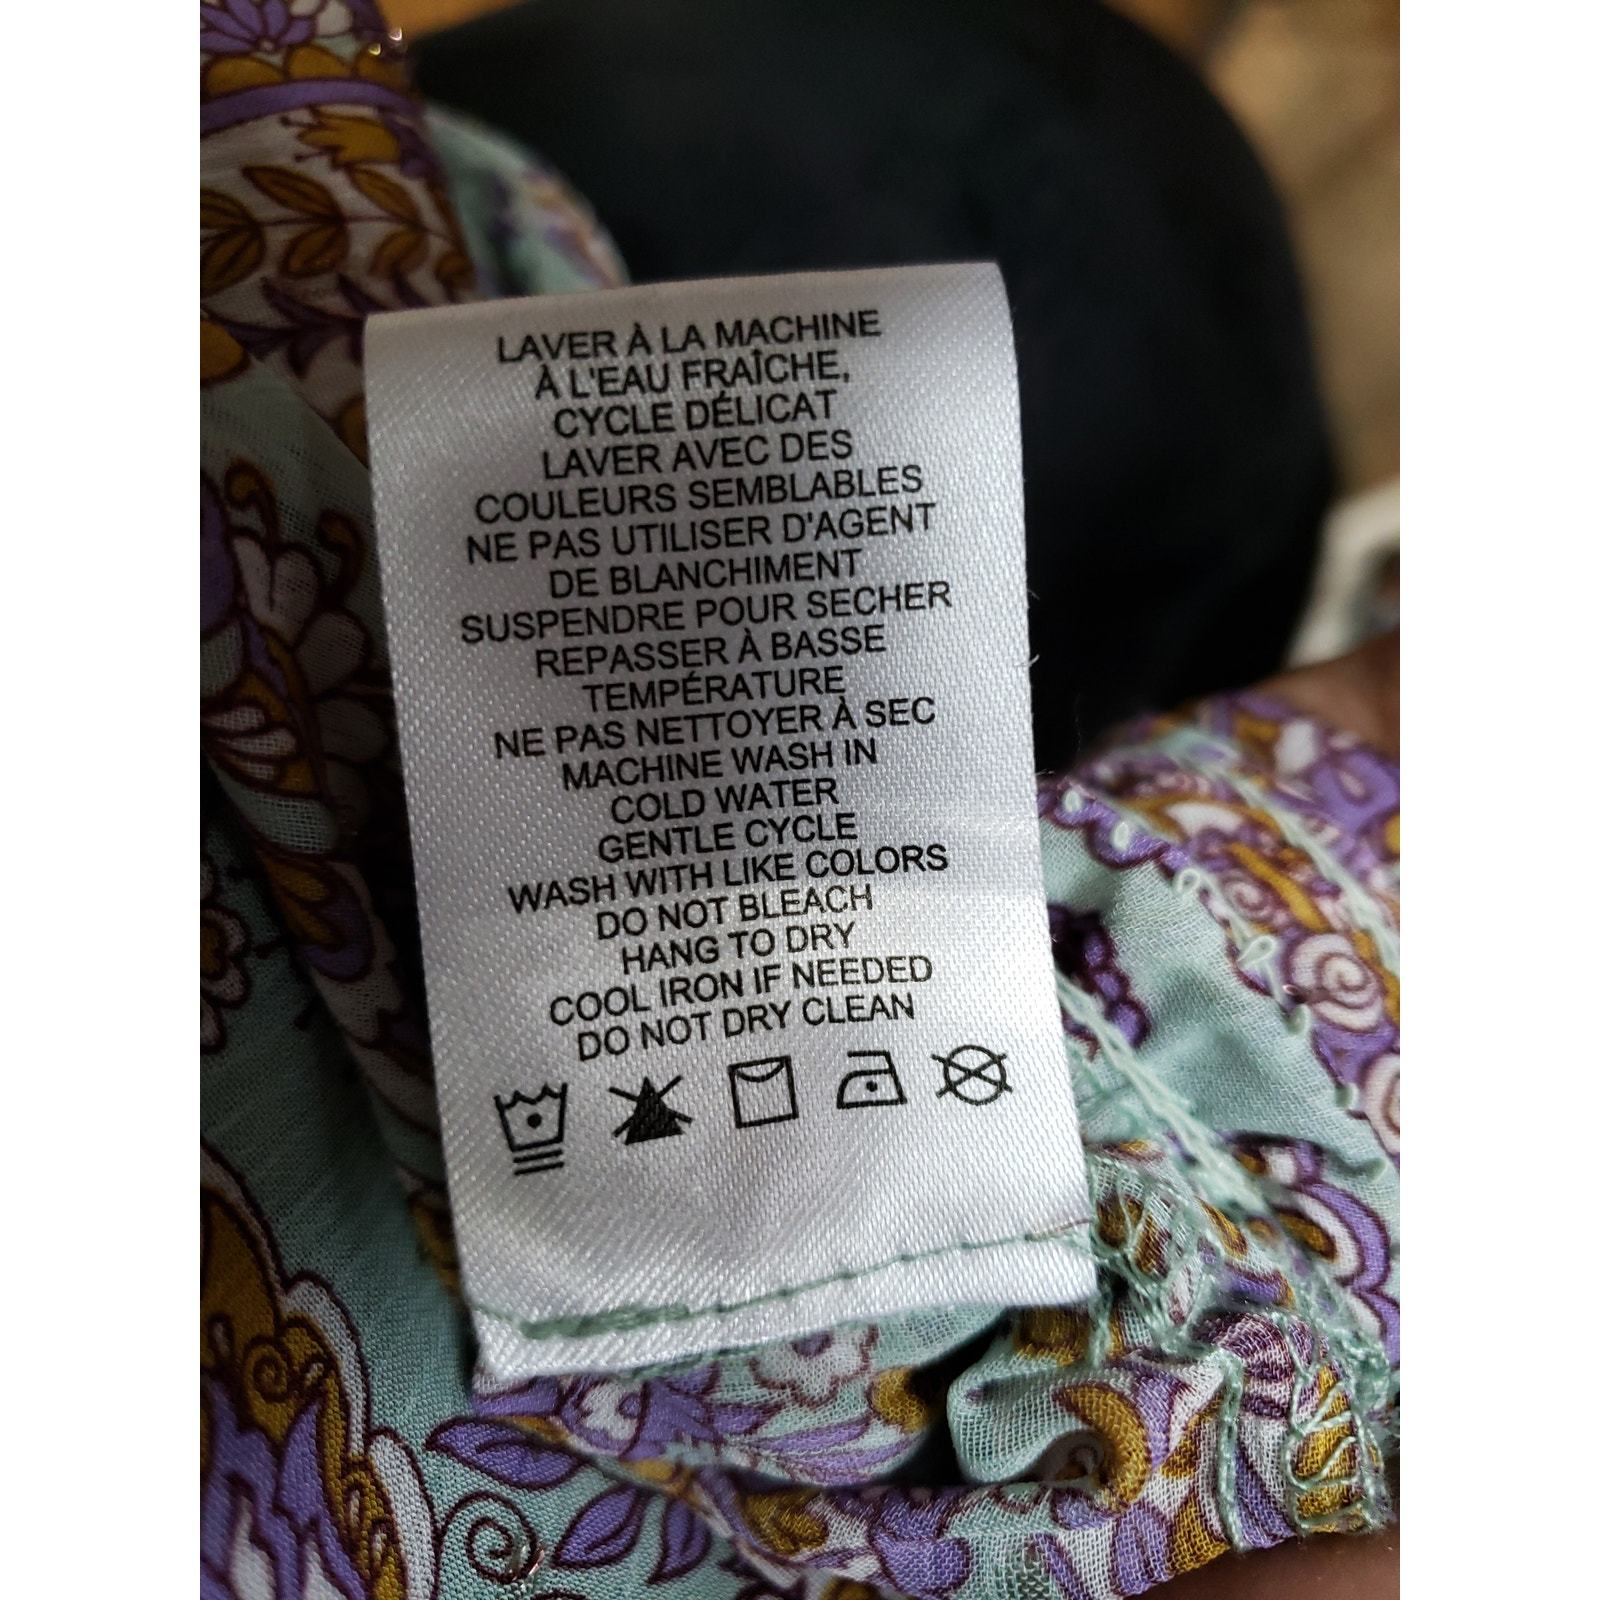 LAVER À LA MACHINE
À L'EAU FRAÎCHE,
CYCLE DÉLICAT
LAVER AVEC DES
COULEURS SEMBLABLES
NE PAS UTILISER D'AGENT
DE BLANCHIMENT
SUSPENDRE POUR SECHER
REPASSER À BASSE
TEMPÉRATURE
NE PAS NETTOYER À SEC
MACHINE WASH IN
COLD WATER
GENTLE CYCLE
WASH WITH LIKE COLORS
DO NOT BLEACH
HANG TO DRY
COOL IRON IF NEEDED
DO NOT DRY CLEAN